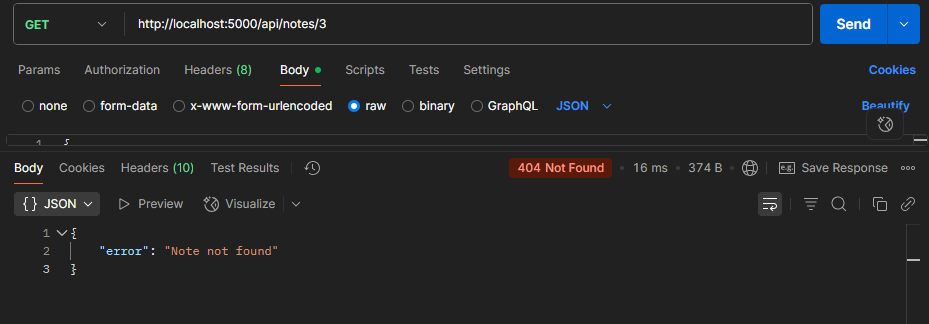 GET http://localhost:5000/api/notes/3 Send
Params Authorization Headers (8) Body Scripts Tests Settings Cookies
none form-data x-www-form-urlencoded raw binary GraphQL JSON Beautify
1 {
Body Cookies Headers (10) Test Results 404 Not Found 16 ms 374 B e.g. Save Response
{} JSON Preview Visualize
1 {
2 "error": "Note not found"
3 }